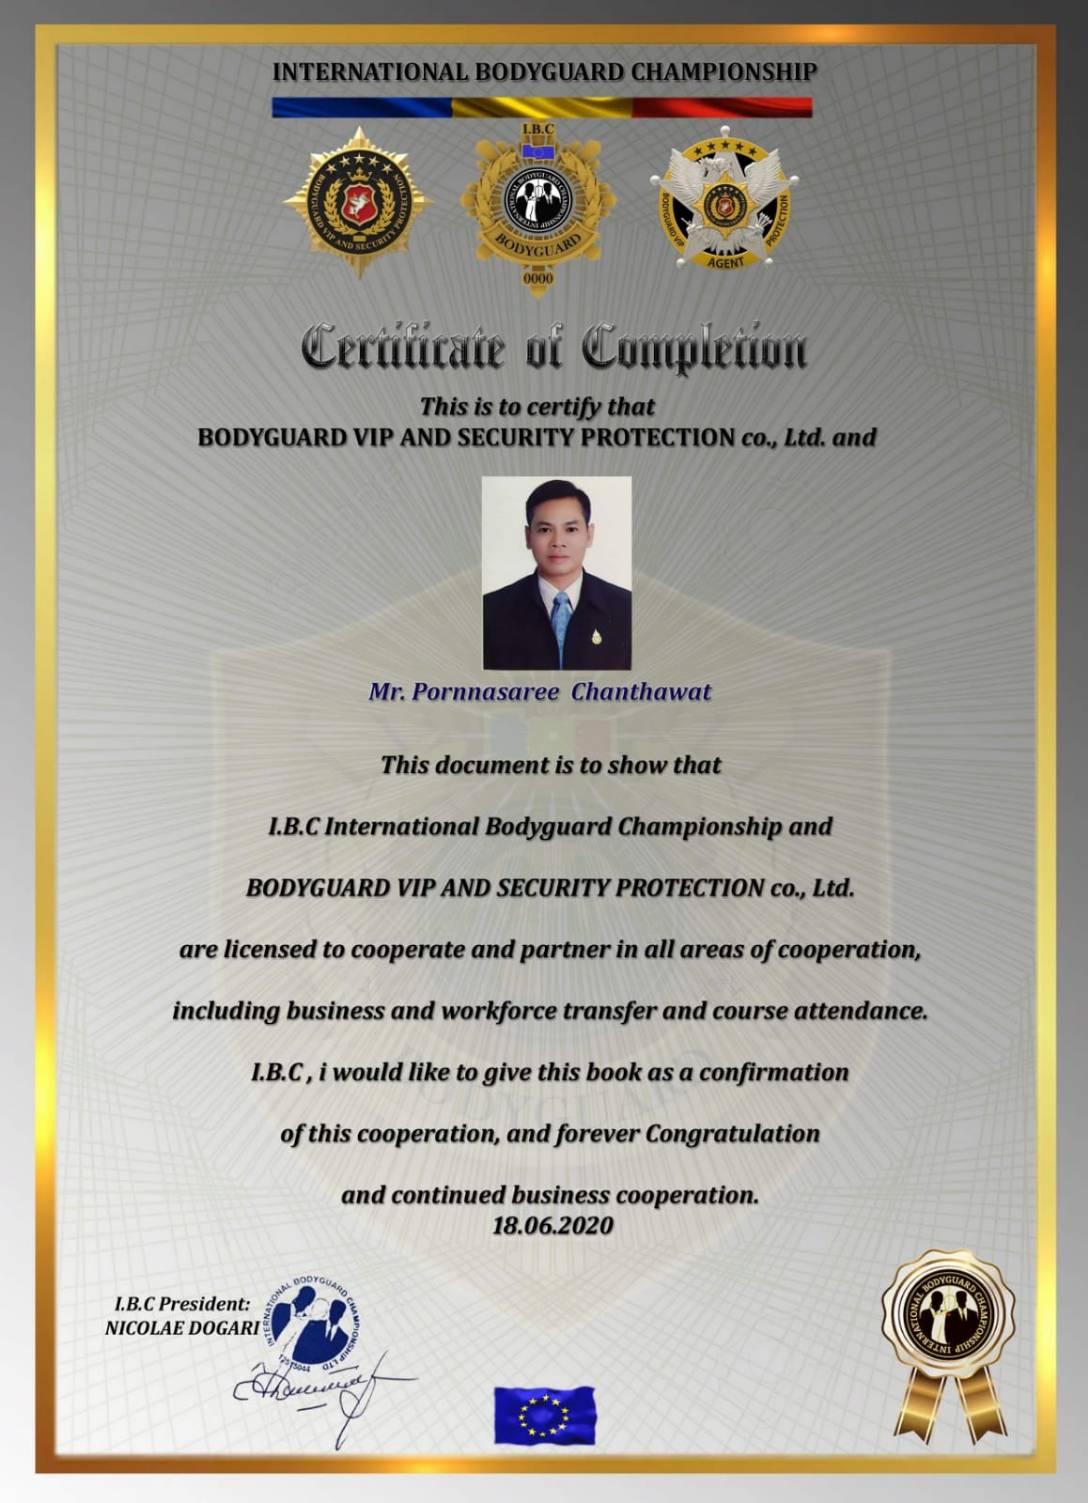 INTERNATIONAL BODYGUARD CHAMPIONSHIP
BODYGUARD VIP AND SECURITY PROTECTION
I.B.C
INTERNATIONAL BODYGUARD CHAMPIONSHIP
BODYGUARD
0000
BODYGUARD VIP
PROTECTION
AGENT
Certificate of Completion
This is to certify that
BODYGUARD VIP AND SECURITY PROTECTION co., Ltd. and
Mr. Pornnasaree Chanthawat
This document is to show that
I.B.C International Bodyguard Championship and
BODYGUARD VIP AND SECURITY PROTECTION co., Ltd.
are licensed to cooperate and partner in all areas of cooperation,
including business and workforce transfer and course attendance.
I.B.C , i would like to give this book as a confirmation
BODYGUARD
of this cooperation, and forever Congratulation
and continued business cooperation.
18.06.2020
I.B.C President:
NICOLAE DOGARI
INTERNATIONAL BODYGUARD CHAMPIONSHIP LTD
12515044
INTERNATIONAL BODYGUARD CHAMPIONSHIP